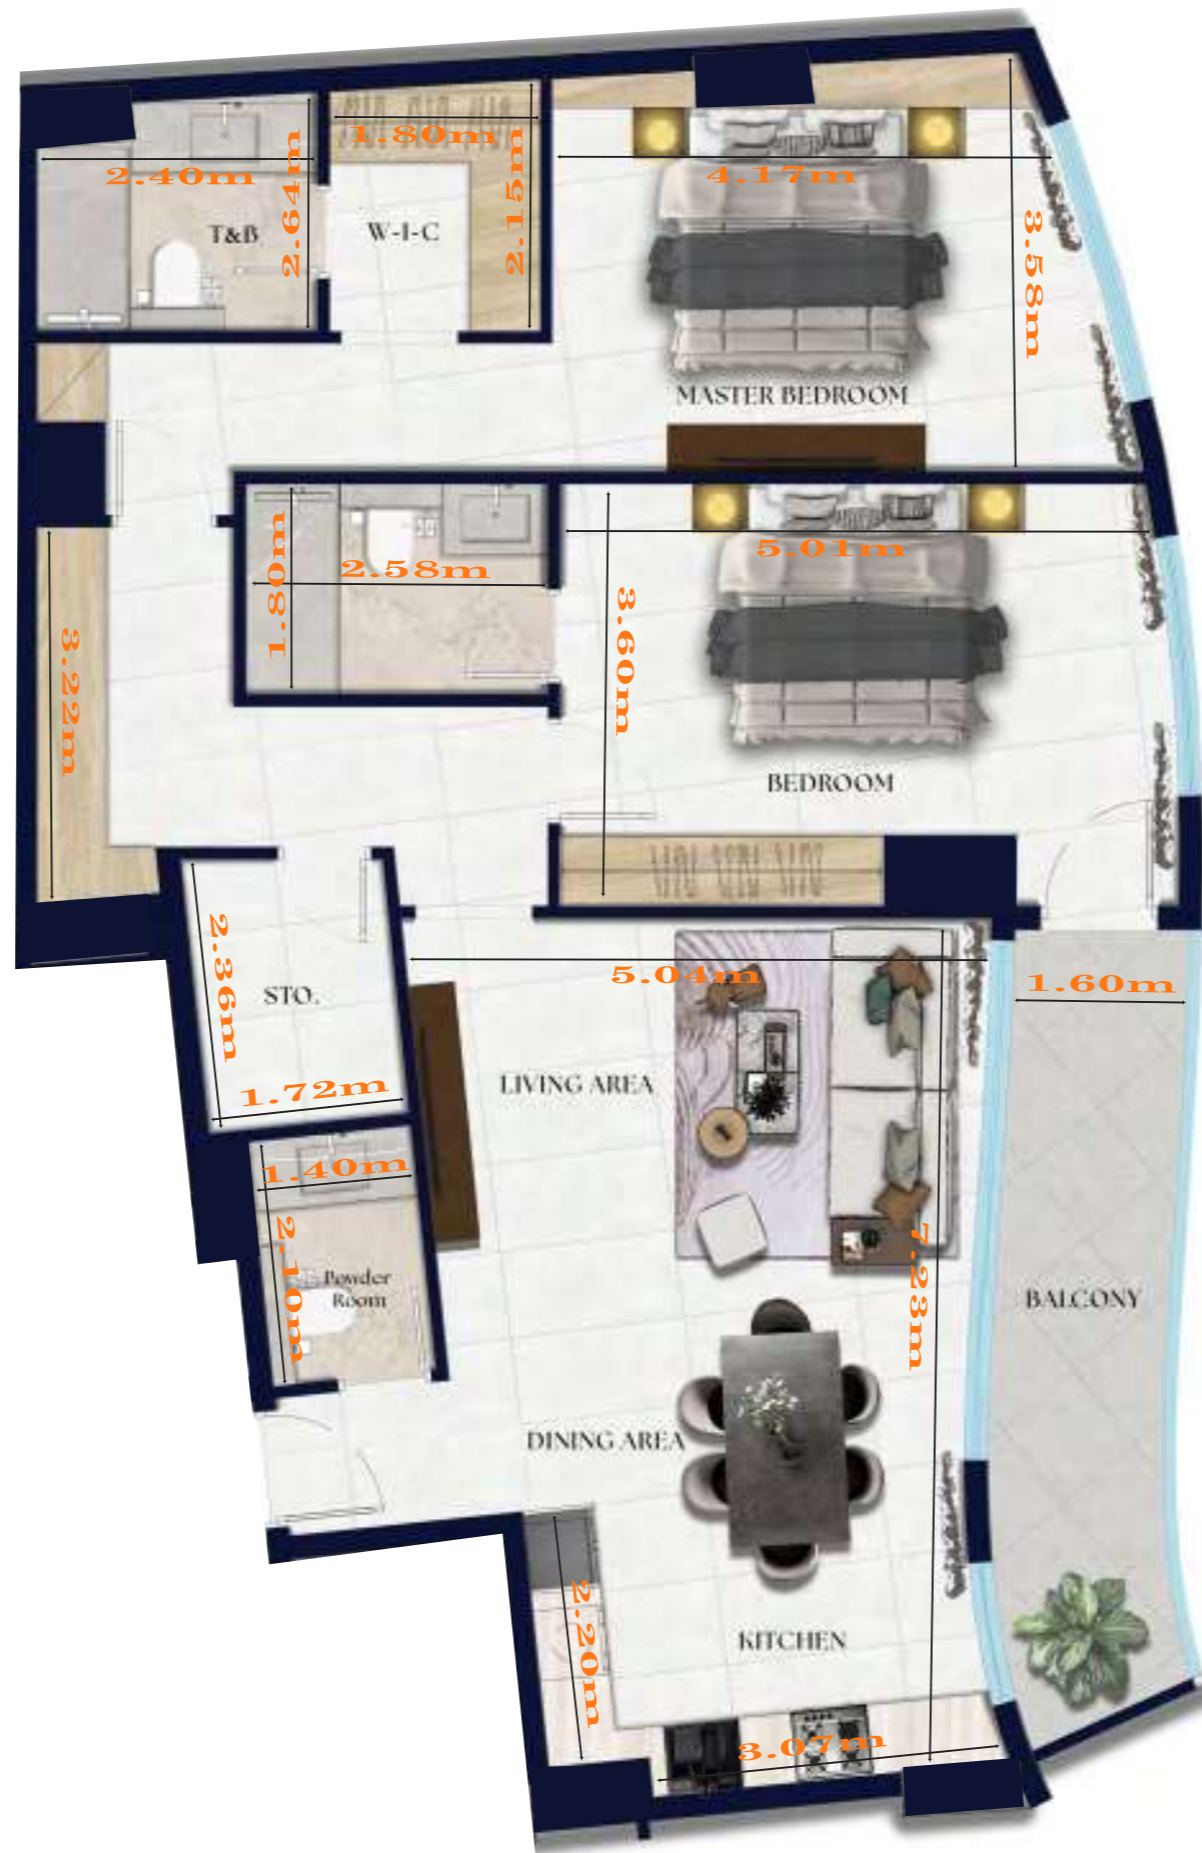 1.80m
2.40m
2.64m
2.15m
4.17m
T&B
W-I-C
3.58m
MASTER BEDROOM
1.80m
2.58m
5.01m
3.60m
3.22m
BEDROOM
2.36m
STO.
5.04m
1.60m
1.72m
LIVING AREA
1.40m
2.10m
Powder
Room
7.23m
BALCONY
DINING AREA
2.20m
KITCHEN
3.07m